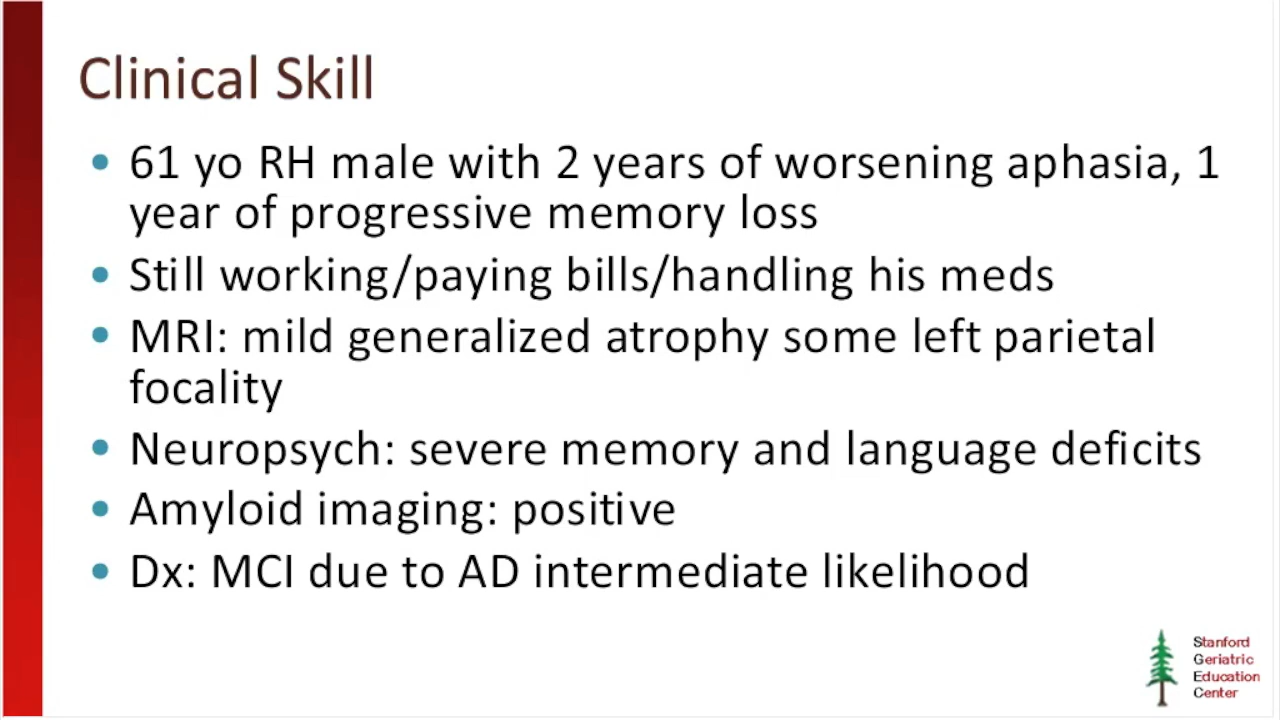 Clinical Skill
• 61 yo RH male with 2 years of worsening aphasia, 1
year of progressive memory loss
• Still working/paying bills/handling his meds
• MRI: mild generalized atrophy some left parietal
focality
• Neuropsych: severe memory and language deficits
• Amyloid imaging: positive
• Dx: MCI due to AD intermediate likelihood
Stanford
Geriatric
Education
Center